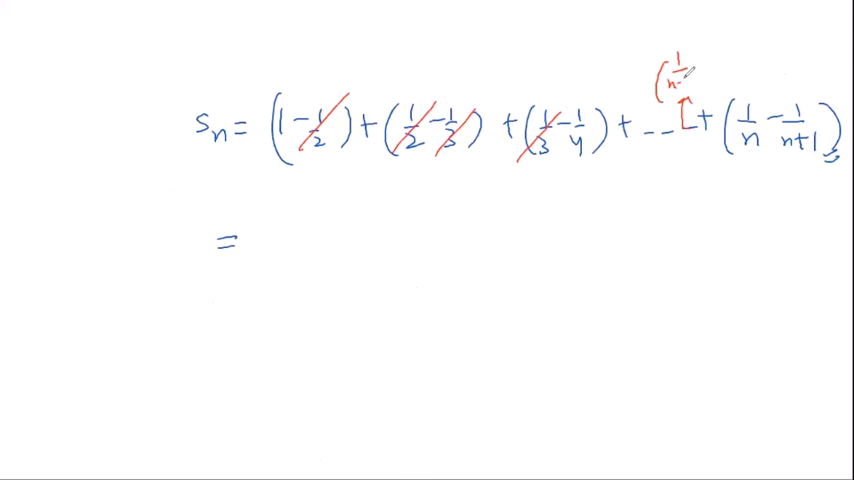 (1/n-
Sn = (1 - 1/2) + (1/2 - 1/3) + (1/3 - 1/4) + -- + (1/n - 1/n+1)
=